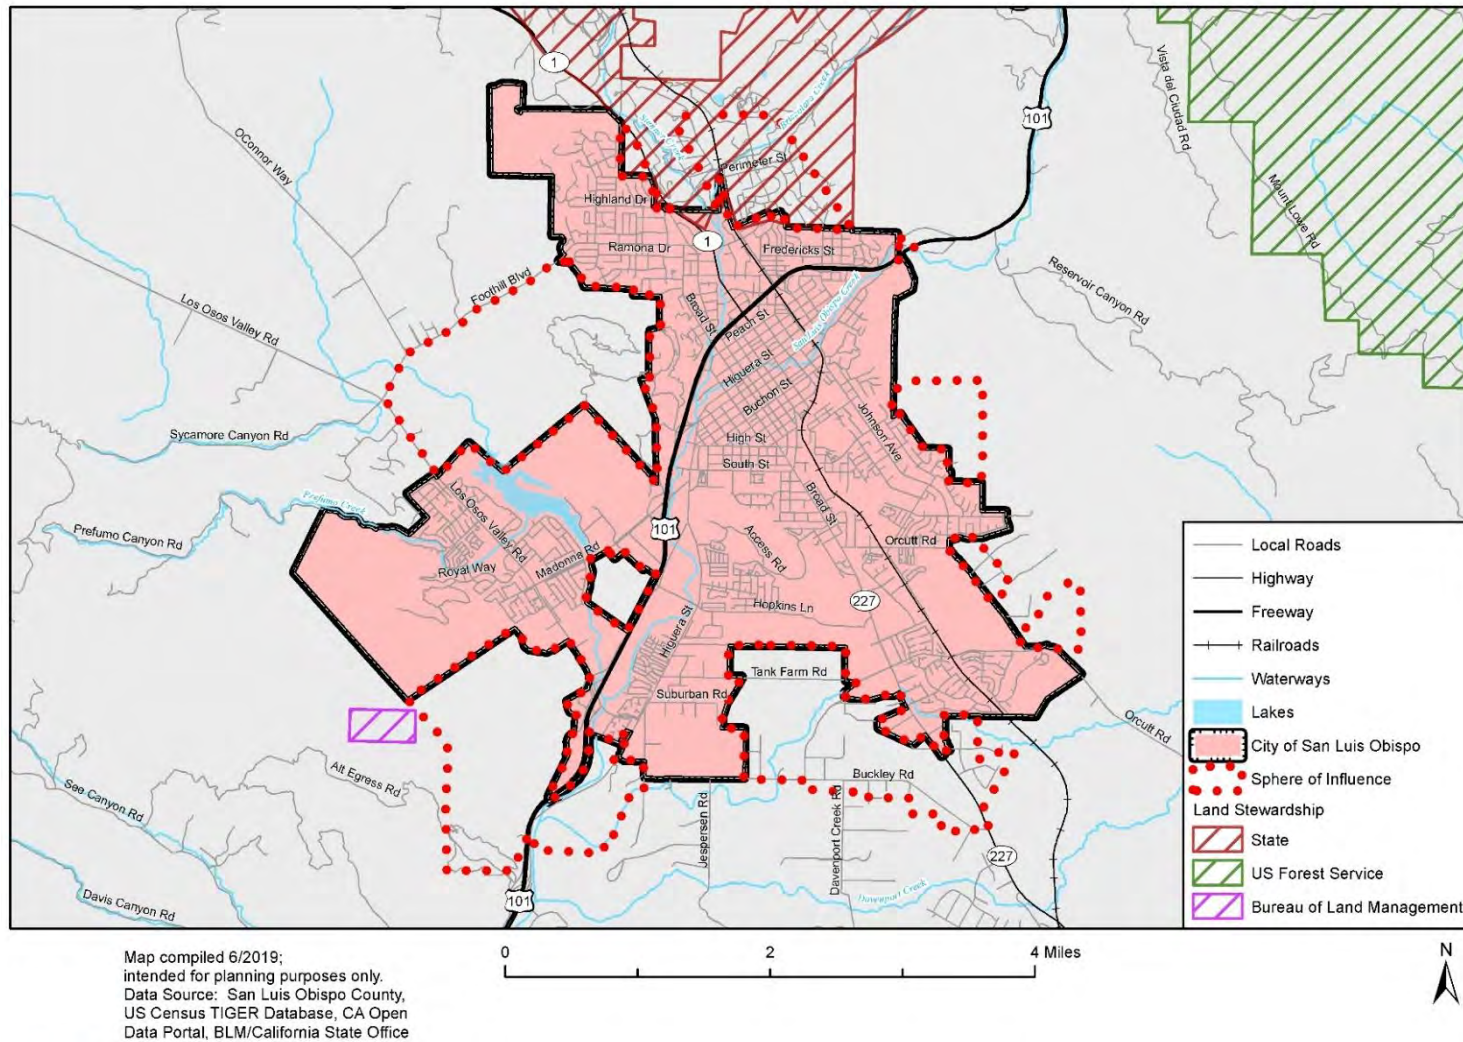 1
Vista del Ciudad Rd
101
OConnor Way
Stenner Creek
Brizzolara Creek
Perimeter St
Mount Lowe Rd
Highland Dr
Ramona Dr
1
Fredericks St
Reservoir Canyon Rd
Foothill Blvd
Los Osos Valley Rd
Broad St
Peach St
San Luis Obispo Creek
Higuera St
Buchon St
Johnson Ave
Sycamore Canyon Rd
High St
South St
Prefumo Creek
Los Osos Valley Rd
Broad St
Prefumo Canyon Rd
101
Access Rd
Orcutt Rd
Madonna Rd
Royal Way
Hopkins Ln
227
Higuera St
Tank Farm Rd
Suburban Rd
Orcutt Rd
Alt Egress Rd
Buckley Rd
See Canyon Rd
Jespersen Rd
Davenport Creek Rd
227
Davenport Creek
Davis Canyon Rd
101
Local Roads
Highway
Freeway
Railroads
Waterways
Lakes
City of San Luis Obispo
Sphere of Influence
Land Stewardship
State
US Forest Service
Bureau of Land Management
Map compiled 6/2019;
intended for planning purposes only.
Data Source: San Luis Obispo County,
US Census TIGER Database, CA Open
Data Portal, BLM/California State Office
0 2 4 Miles
N